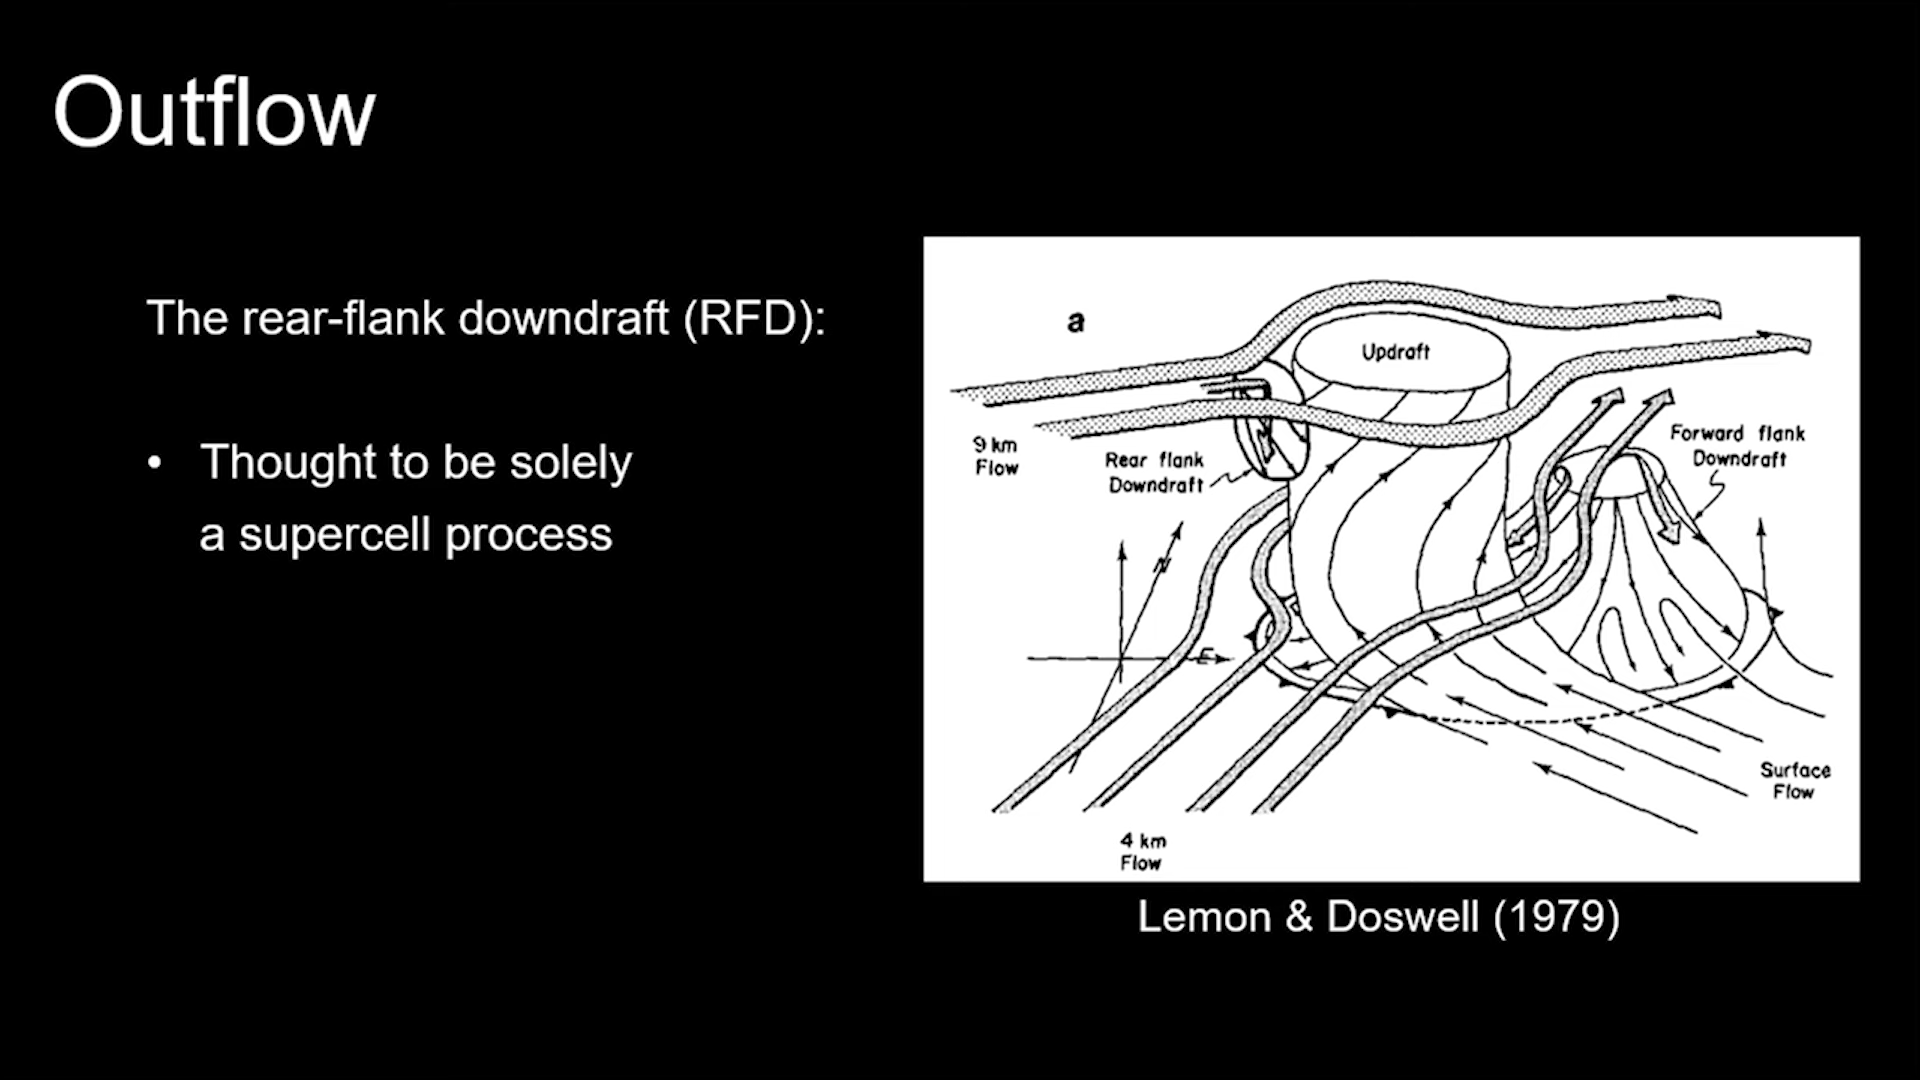 Outflow
The rear-flank downdraft (RFD):
• Thought to be solely
a supercell process
a
Updraft
9 km
Flow
Rear flank
Downdraft
Forward flank
Downdraft
N
E
Surface
Flow
4 km
Flow
Lemon & Doswell (1979)